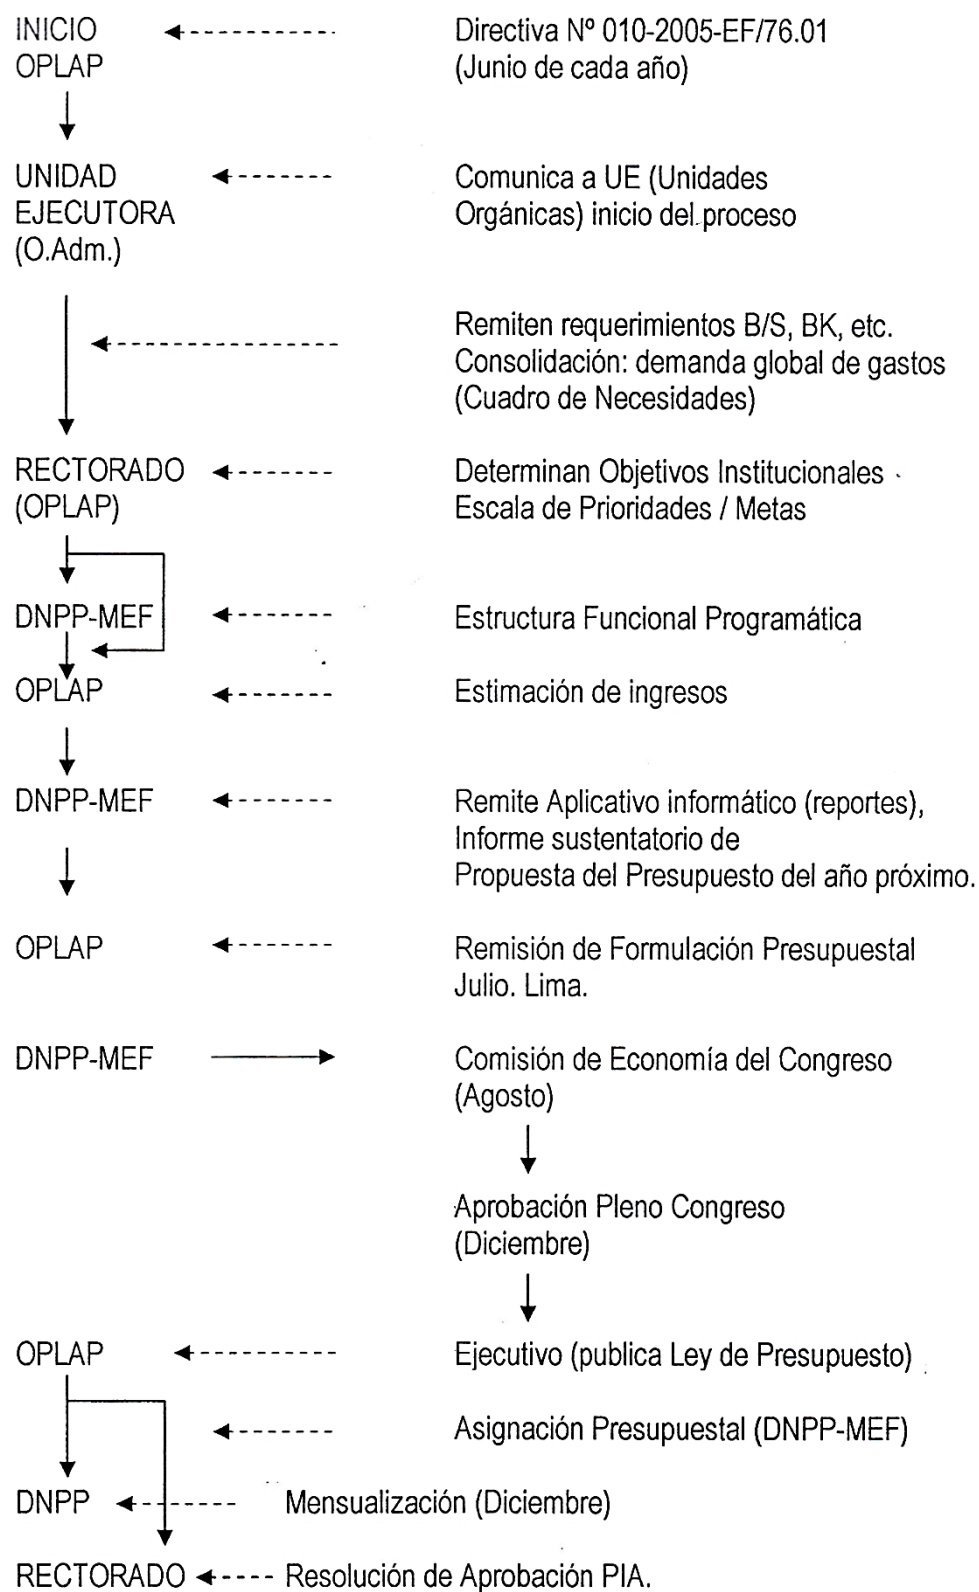 INICIO
OPLAP
Directiva Nº 010-2005-EF/76.01
(Junio de cada año)
UNIDAD
EJECUTORA
(O.Adm.)
Comunica a UE (Unidades
Orgánicas) inicio del proceso
Remiten requerimientos B/S, BK, etc.
Consolidación: demanda global de gastos
(Cuadro de Necesidades)
RECTORADO
(OPLAP)
Determinan Objetivos Institucionales
Escala de Prioridades / Metas
DNPP-MEF
Estructura Funcional Programática
OPLAP
Estimación de ingresos
DNPP-MEF
Remite Aplicativo informático (reportes),
Informe sustentatorio de
Propuesta del Presupuesto del año próximo.
OPLAP
Remisión de Formulación Presupuestal
Julio. Lima.
DNPP-MEF
Comisión de Economía del Congreso
(Agosto)
Aprobación Pleno Congreso
(Diciembre)
OPLAP
Ejecutivo (publica Ley de Presupuesto)
Asignación Presupuestal (DNPP-MEF)
DNPP
Mensualización (Diciembre)
RECTORADO
Resolución de Aprobación PIA.